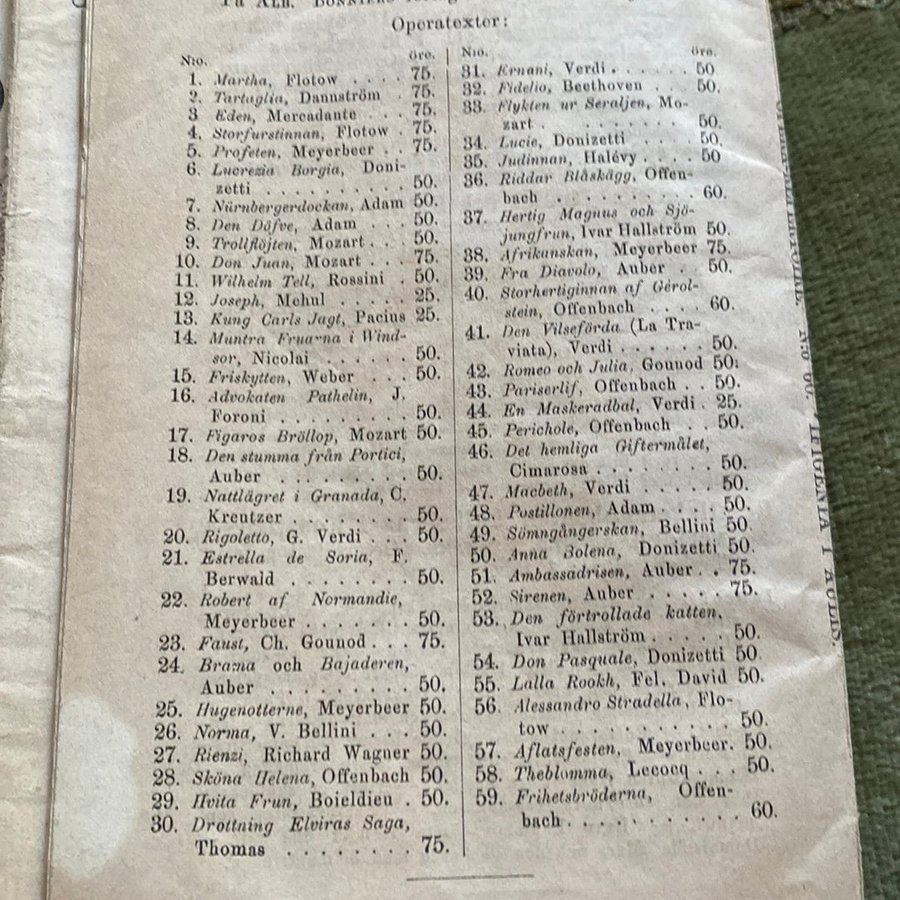 På ALB. BONNIERS
Operatexter:
N:o. öre.
1. Martha, Flotow . . . . 75.
2. Tartaglia, Dannström . 75.
3 Eden, Mercadante . . . 75.
4. Storfurstinnan, Flotow . 75.
5. Profeten, Meyerbeer . . 75.
6. Lucrezia Borgia, Doni-
zetti . . . . . . . . . . 50.
7. Nürnbergerdockan, Adam 50.
8. Den Döfve, Adam . . . 50.
9. Trollflöjten, Mozart . . . 50.
10. Don Juan, Mozart . . . 75.
11. Wilhelm Tell, Rossini . 50.
12. Joseph, Mehul . . . . . 25.
13. Kung Carls Jagt, Pacius 25.
14. Muntra Fruarna i Wind-
sor, Nicolai . . . . . . 50.
15. Friskytten, Weber . . . 50.
16. Advokaten Pathelin, J.
Foroni . . . . . . . . . 50.
17. Figaros Bröllop, Mozart 50.
18. Den stumma från Portici,
Auber . . . . . . . . . 50.
19. Nattlägret i Granada, C.
Kreutzer . . . . . . . . 50.
20. Rigoletto, G. Verdi . . . 50.
21. Estrella de Soria, F.
Berwald . . . . . . . . 50.
22. Robert af Normandie,
Meyerbeer . . . . . . . 50.
23. Faust, Ch. Gounod . . . 75.
24. Brama och Bajaderen,
Auber . . . . . . . . . 50.
25. Hugenotterne, Meyerbeer 50.
26. Norma, V. Bellini . . . 50.
27. Rienzi, Richard Wagner 50.
28. Sköna Helena, Offenbach 50.
29. Hvita Frun, Boieldieu . 50.
30. Drottning Elviras Saga,
Thomas . . . . . . . . 75.
N:o. öre.
31. Ernani, Verdi . . . . . 50
32. Fidelio, Beethoven . . 50.
33. Flykten ur Seraljen, Mo-
zart . . . . . . . . . 50.
34. Lucie, Donizetti . . . . 50.
35. Judinnan, Halévy . . . . 50
36. Riddar Blåskägg, Offen-
bach . . . . . . . . . 60.
37. Hertig Magnus och Sjö-
jungfrun, Ivar Hallström 50.
38. Afrikanskan, Meyerbeer 75.
39. Fra Diavolo, Auber . . 50.
40. Storhertiginnan af Gérol-
stein, Offenbach . . . . 60.
41. Den Vilseförda (La Tra-
viata), Verdi . . . . . . 50.
42. Romeo och Julia, Gounod 50:
43. Pariserlif, Offenbach . . 50.
44. En Maskeradbal, Verdi . 25.
45. Perichole, Offenbach . . 50.
46. Det hemliga Giftermålet,
Cimarosa . . . . . . . 50.
47. Macbeth, Verdi . . . . . 50.
48. Postillonen, Adam . . . . 50.
49. Sömngångerskan, Bellini 50.
50. Anna Bolena, Donizetti 50.
51. Ambassadrisen, Auber . . 75.
52. Sirenen, Auber . . . . . 75.
53. Den förtrollade katten,
Ivar Hallström . . . . . 50.
54. Don Pasquale, Donizetti 50.
55. Lalla Rookh, Fel. David 50.
56. Alessandro Stradella, Flo-
tow . . . . . . . . . . 50.
57. Aflatsfesten, Meyerbeer. 50.
58. Theblomma, Lecocq . . . 50.
59. Frihetsbröderna, Offen-
bach . . . . . . . . . . . 60.
N:o 60. IFIGENIA I AULIS.